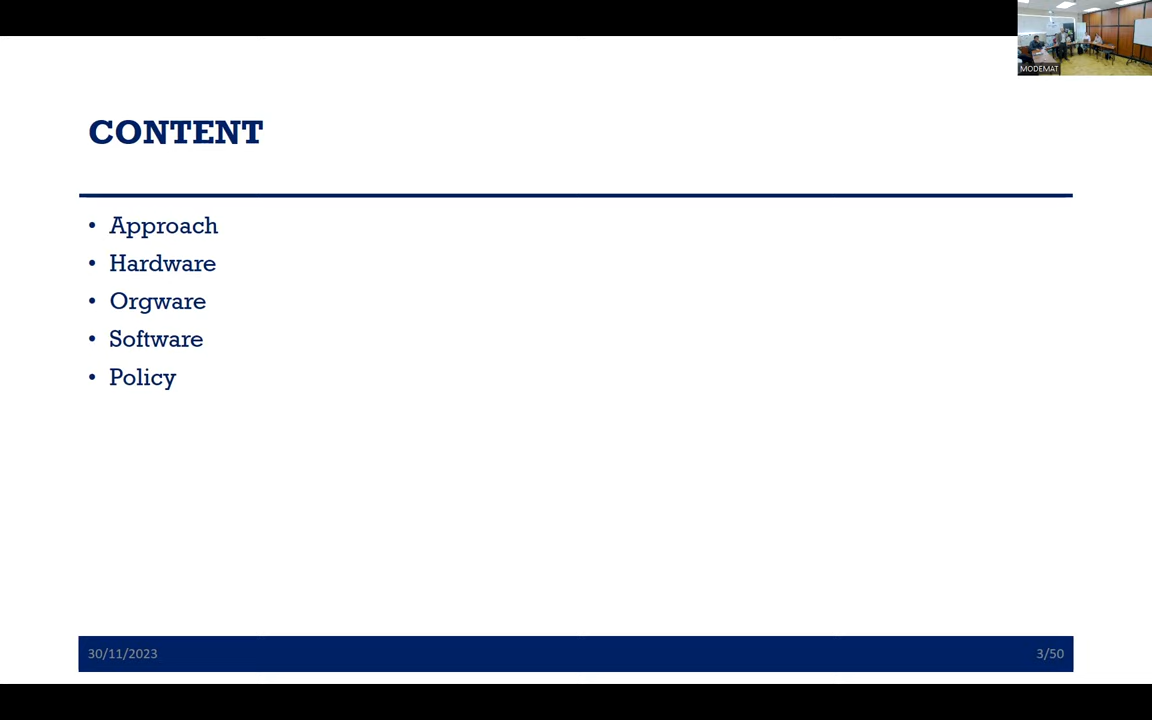 MODEMAT
CONTENT
• Approach
• Hardware
• Orgware
• Software
• Policy
30/11/2023
3/50